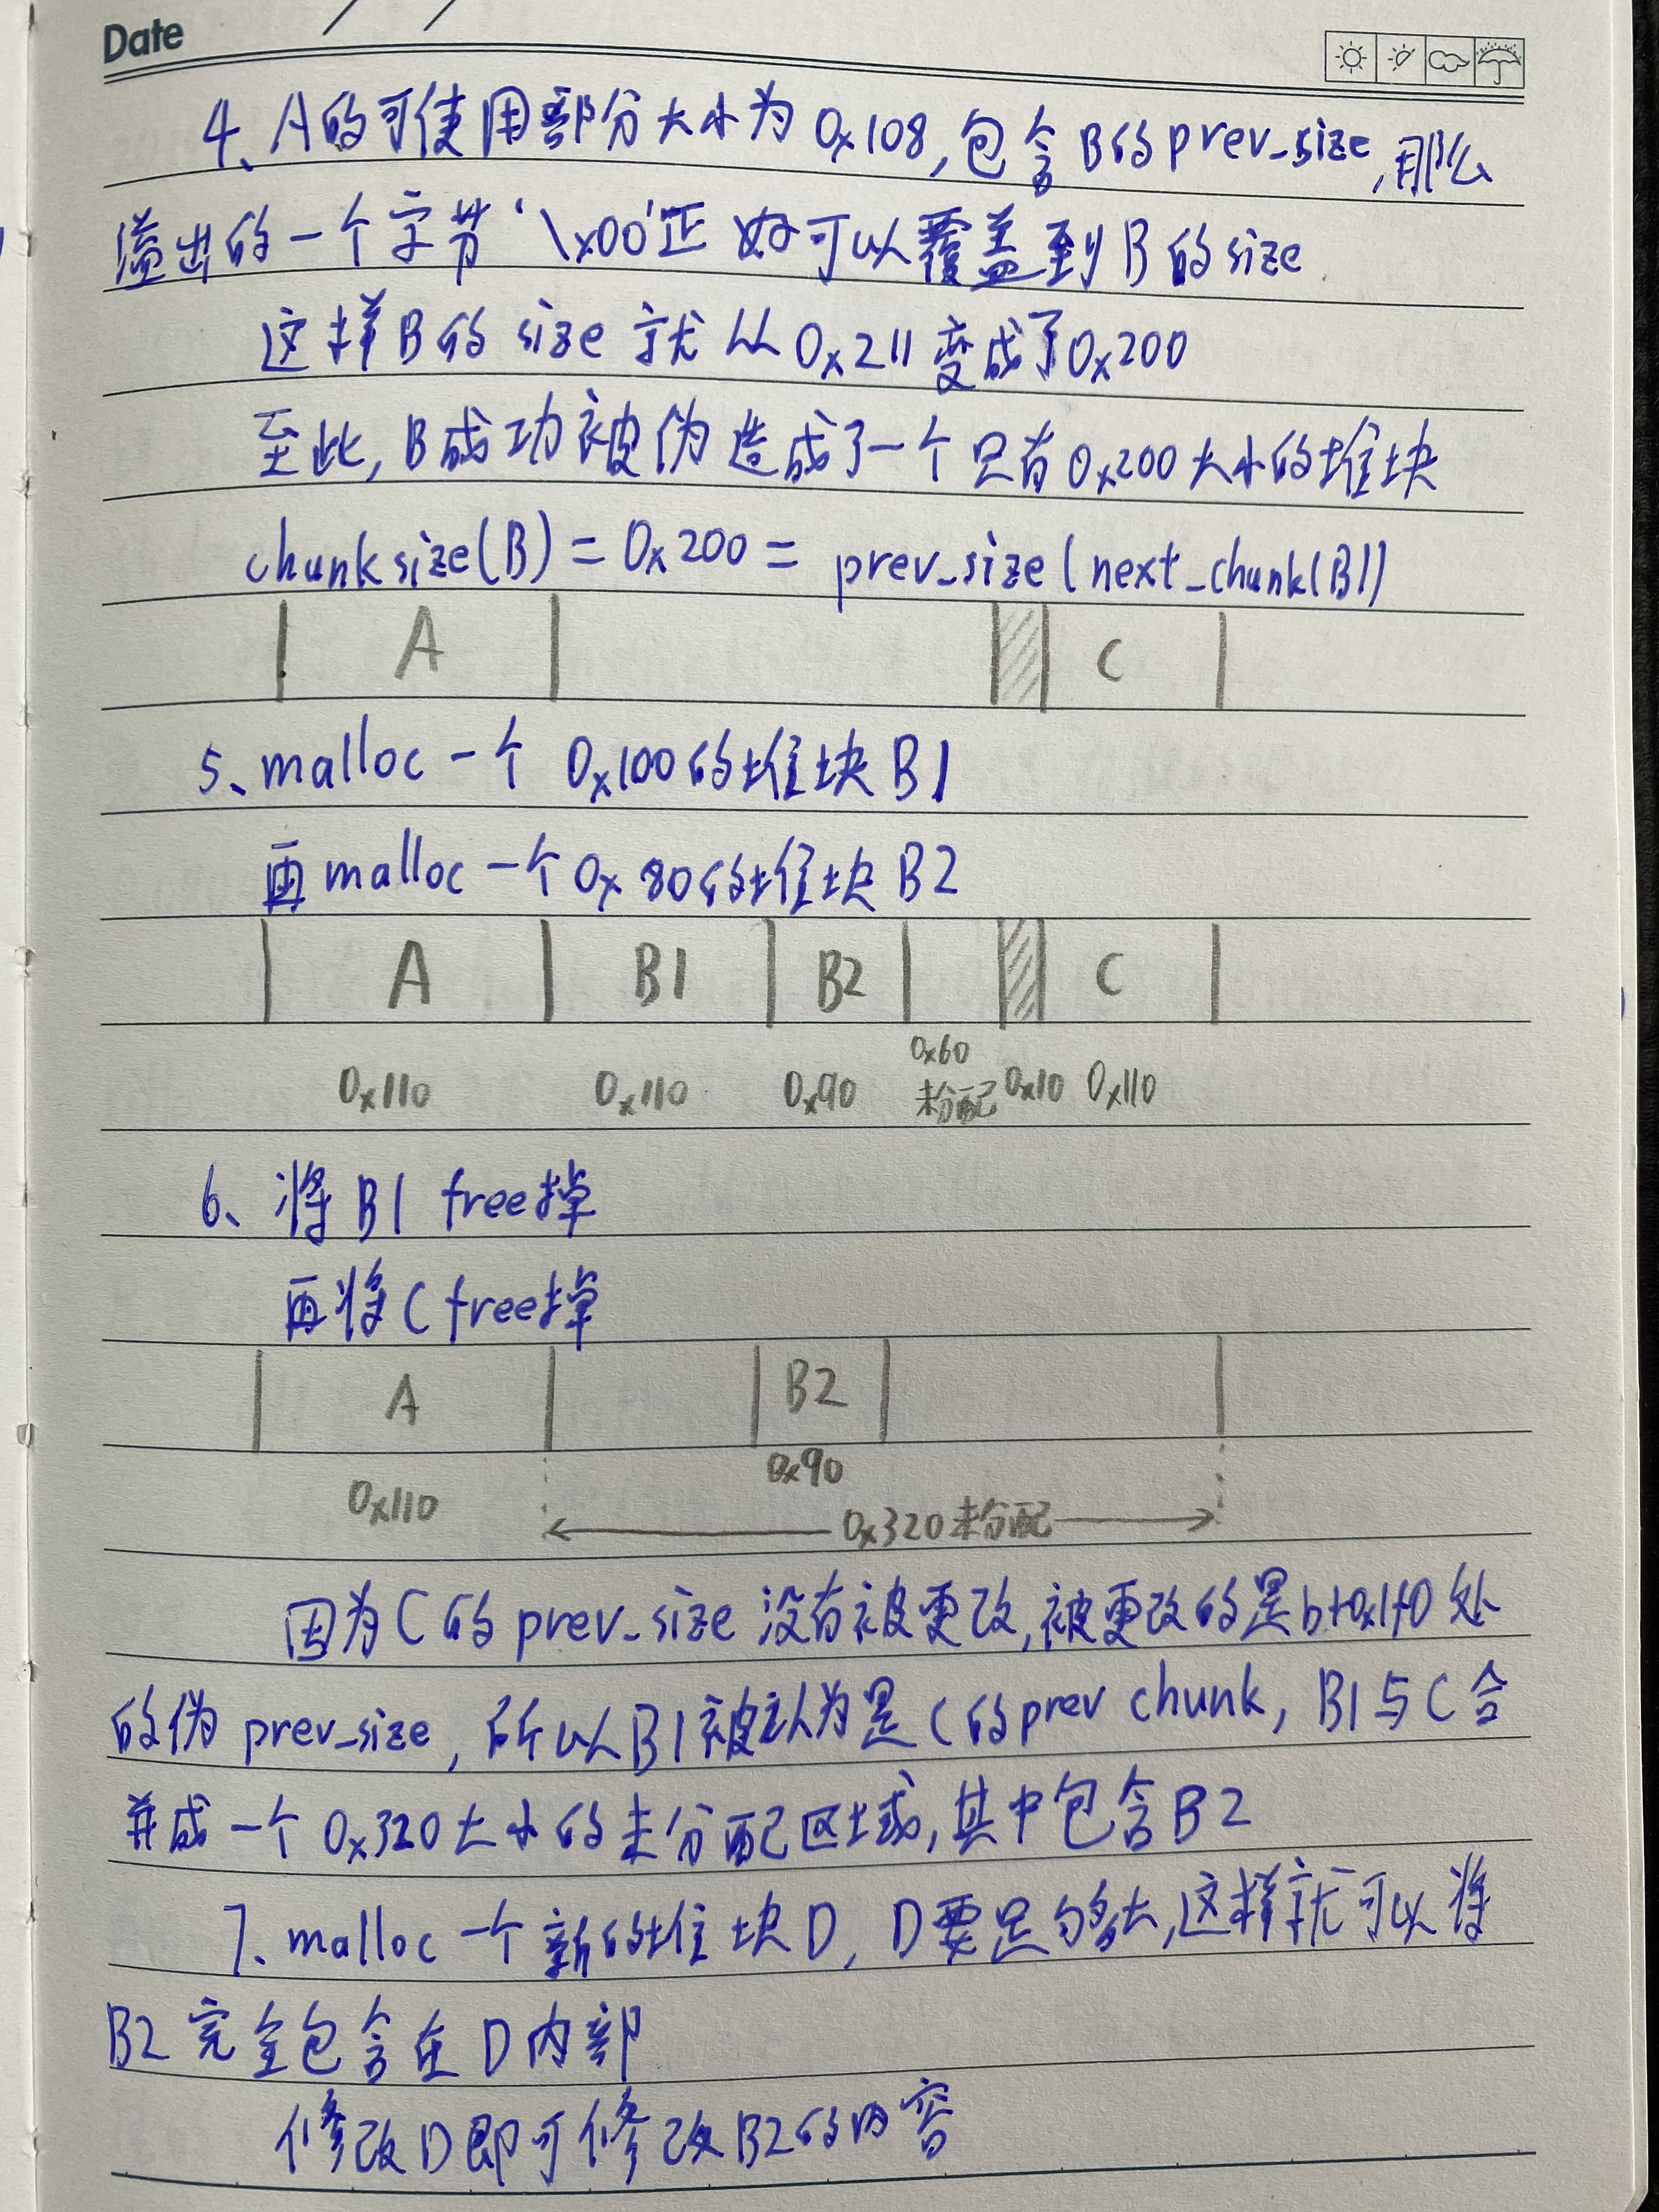 Date / /
4、A的可使用部分大小为0x108,包含B的prev_size,那么
溢出的一个字节'\x00'正好可以覆盖到B的size
这样B的size就从0x211变成了0x200
至此,B成功被伪造成了一个只有0x200大小的堆块
chunksize(B) = 0x200 = prev_size(next_chunk(B))
A C
5、malloc一个0x100的堆块B1
再malloc一个0x80的堆块B2
A B1 B2 C
0x60
0x110 0x110 0x90 未分配 0x10 0x110
6、将B1 free掉
再将C free掉
A B2
0x90
0x110
0x320未分配
因为C的prev_size没有被更改,被更改的是b+0x1f0处
的伪prev_size,所以B1被认为是C的prev chunk,B1与C合
并成一个0x320大小的未分配区域,其中包含B2
7、malloc一个新的堆块D,D要足够大,这样就可以将
B2完全包含在D内部
修改D即可修改B2的内容